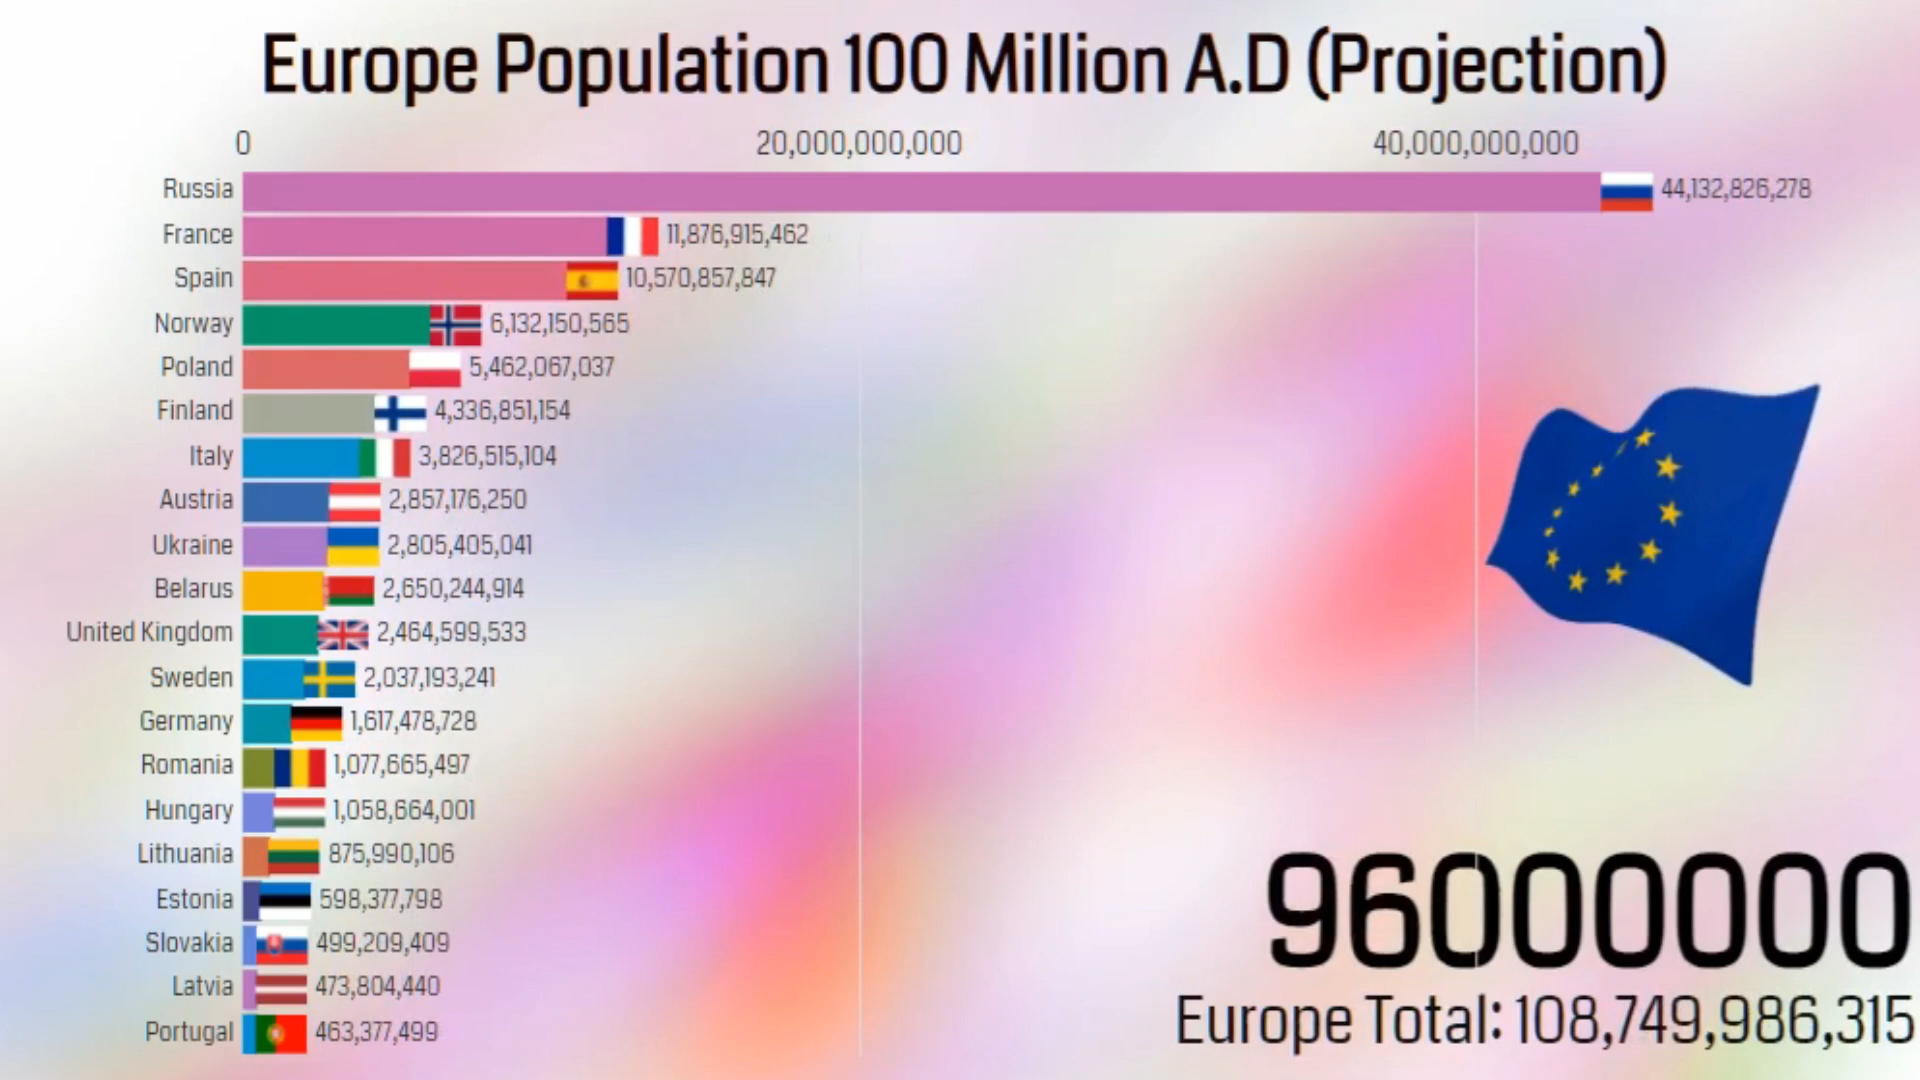 Europe Population 100 Million A.D (Projection)
0 20,000,000,000 40,000,000,000
Russia 44,132,826,278
France 11,876,915,462
Spain 10,570,857,847
Norway 6,132,150,565
Poland 5,462,067,037
Finland 4,336,851,154
Italy 3,826,515,104
Austria 2,857,176,250
Ukraine 2,805,405,041
Belarus 2,650,244,914
United Kingdom 2,464,599,533
Sweden 2,037,193,241
Germany 1,617,478,728
Romania 1,077,665,497
Hungary 1,058,664,001
Lithuania 875,990,106
Estonia 598,377,798
Slovakia 499,209,409
Latvia 473,804,440
Portugal 463,377,499
96000000
Europe Total: 108,749,986,315